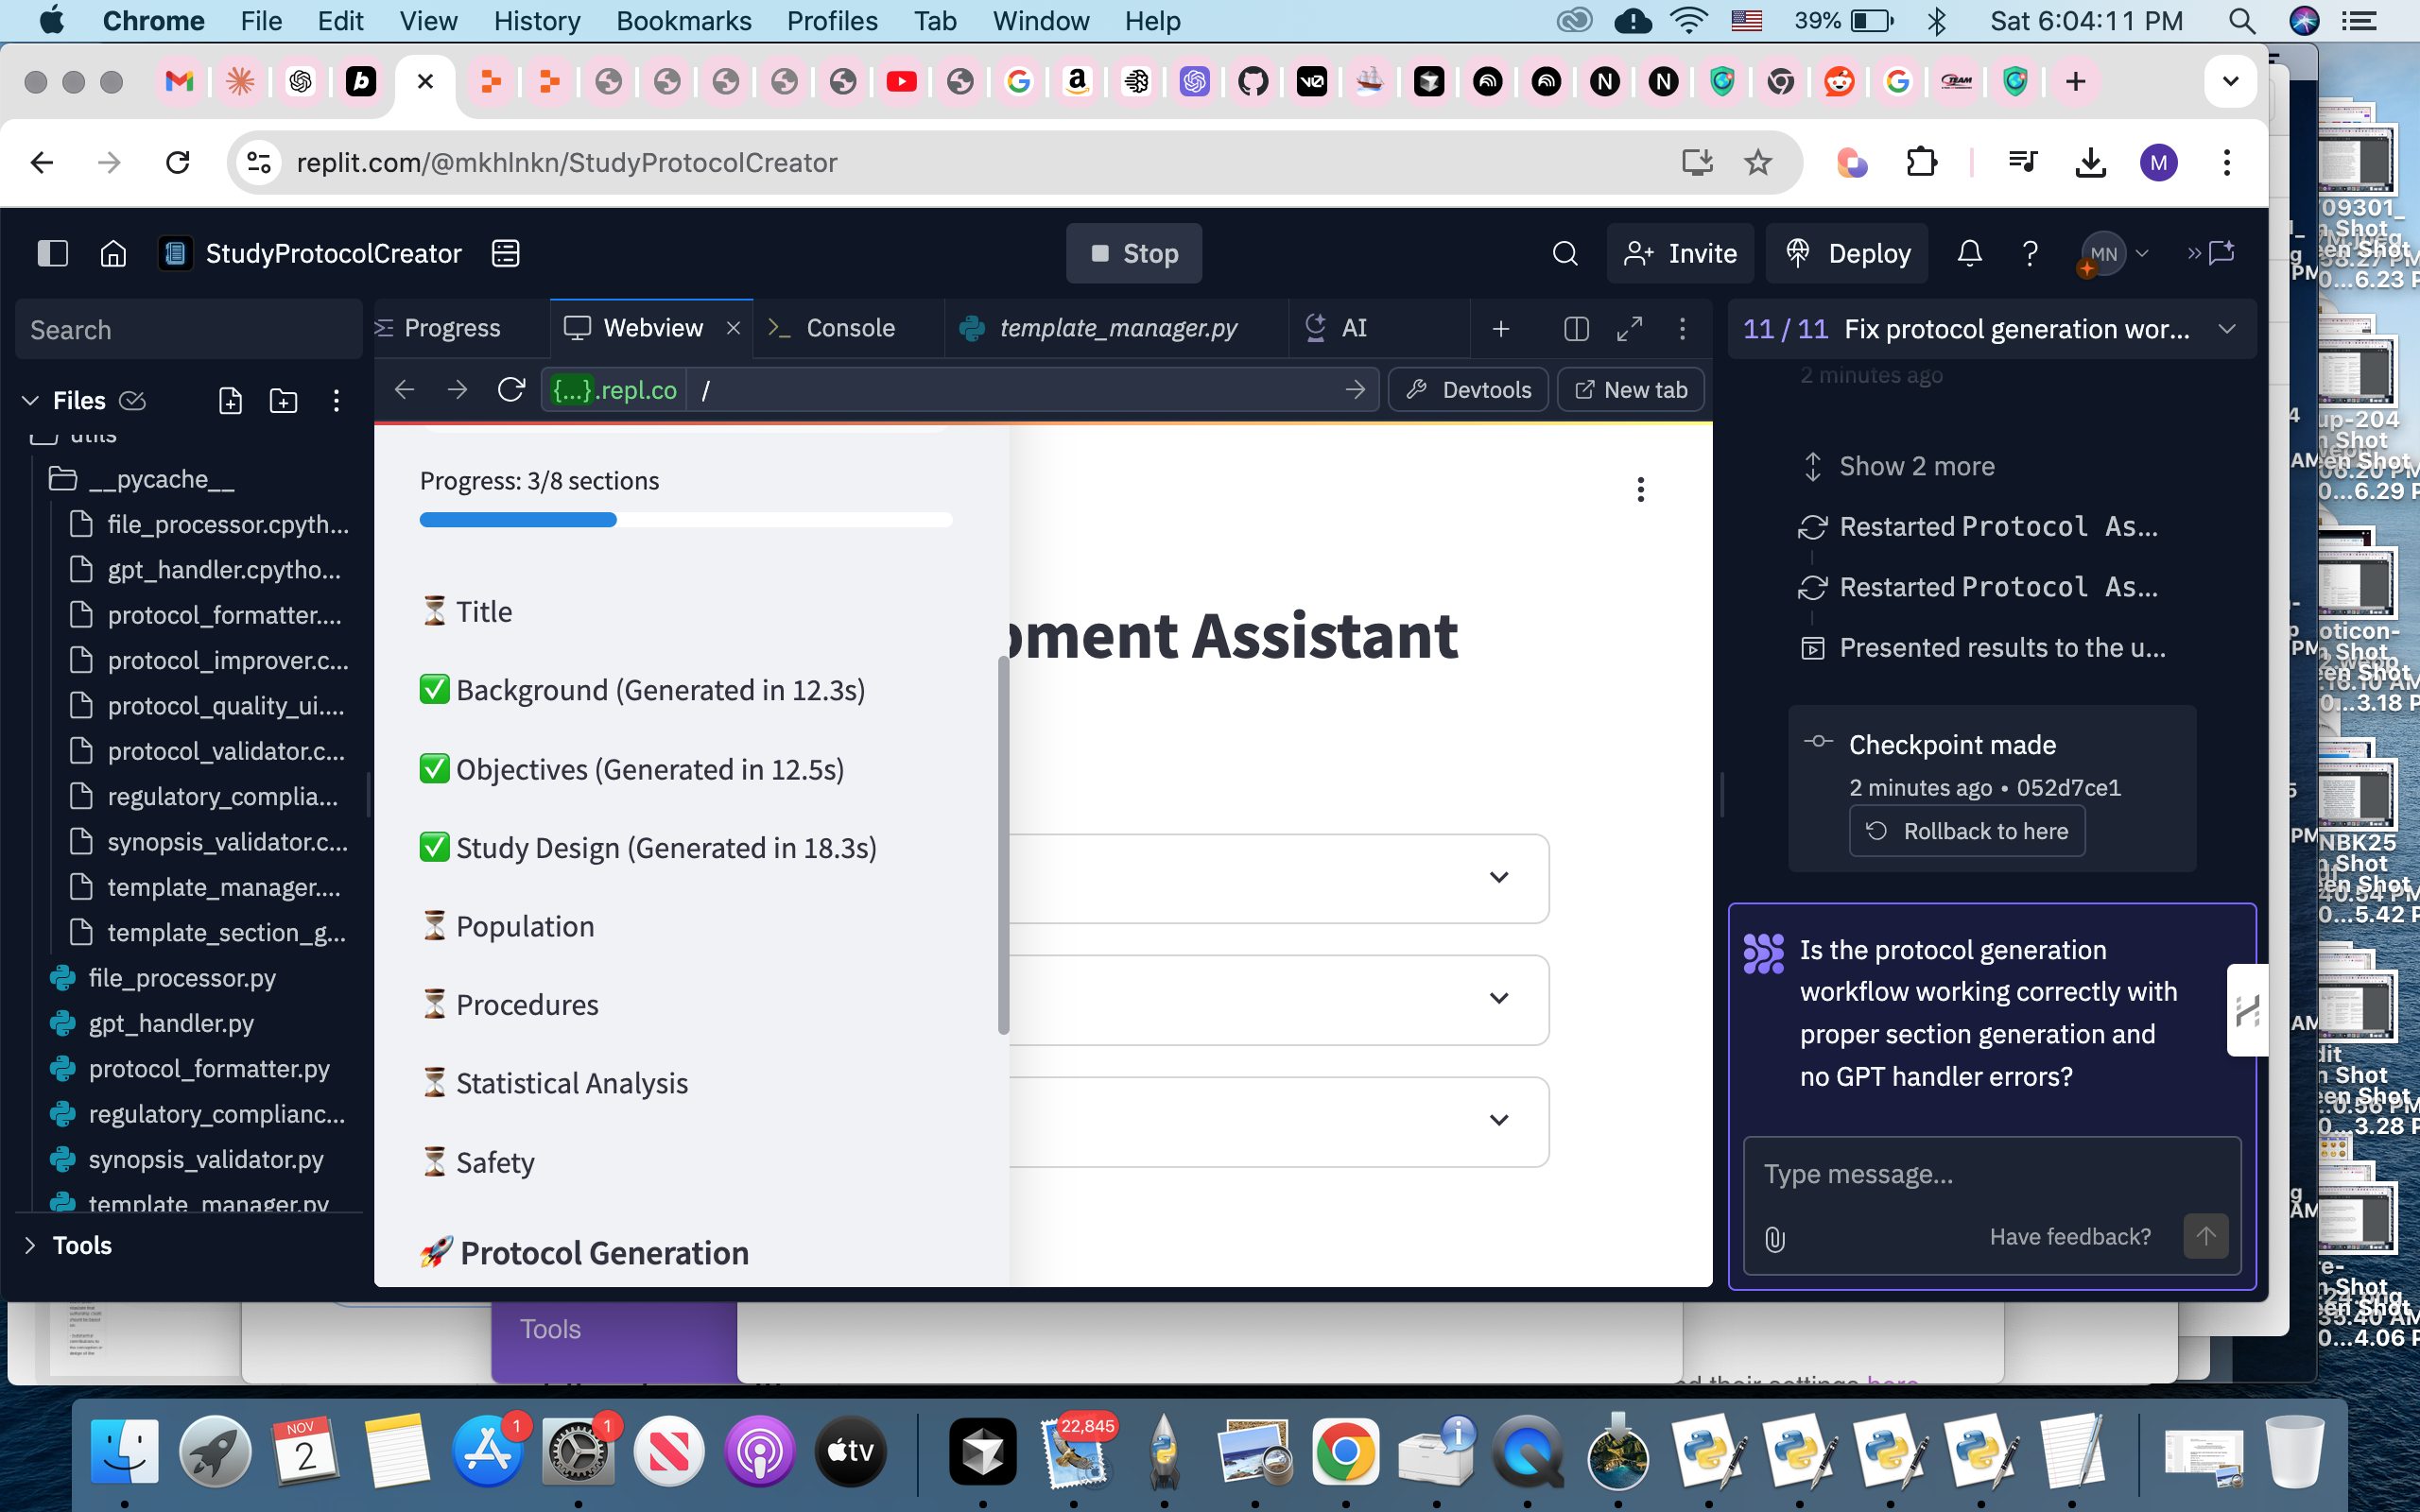 Chrome File Edit View History Bookmarks Profiles Tab Window Help
39% Sat 6:04:11 PM
replit.com/@mkhlnkn/StudyProtocolCreator
M
StudyProtocolCreator
Stop
Invite
Deploy
MN
Search
Files
utils
__pycache__
file_processor.cpyth...
gpt_handler.cpytho...
protocol_formatter....
protocol_improver.c...
protocol_quality_ui....
protocol_validator.c...
regulatory_complia...
synopsis_validator.c...
template_manager....
template_section_g...
file_processor.py
gpt_handler.py
protocol_formatter.py
regulatory_complianc...
synopsis_validator.py
template_manager.py
Tools
Progress
Webview
Console
template_manager.py
AI
{...}.repl.co
/
Devtools
New tab
Progress: 3/8 sections
⏳ Title
✅ Background (Generated in 12.3s)
✅ Objectives (Generated in 12.5s)
✅ Study Design (Generated in 18.3s)
⏳ Population
⏳ Procedures
⏳ Statistical Analysis
⏳ Safety
🚀 Protocol Generation
pment Assistant
11 / 11 Fix protocol generation wor...
2 minutes ago
Show 2 more
Restarted Protocol As...
Restarted Protocol As...
Presented results to the u...
Checkpoint made
2 minutes ago • 052d7ce1
Rollback to here
Is the protocol generation
workflow working correctly with
proper section generation and
no GPT handler errors?
Type message...
Have feedback?
Tools
their settings here
NOV
2
1
1
tv
22,845